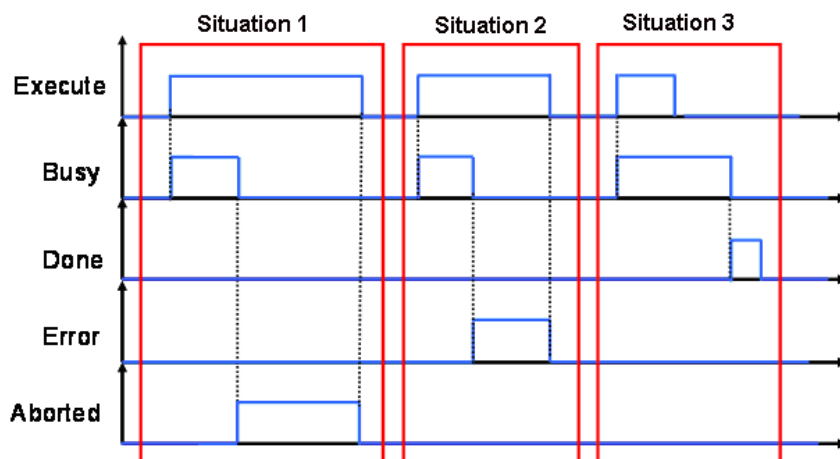 Situation 1
Situation 2
Situation 3
Execute
Busy
Done
Error
Aborted